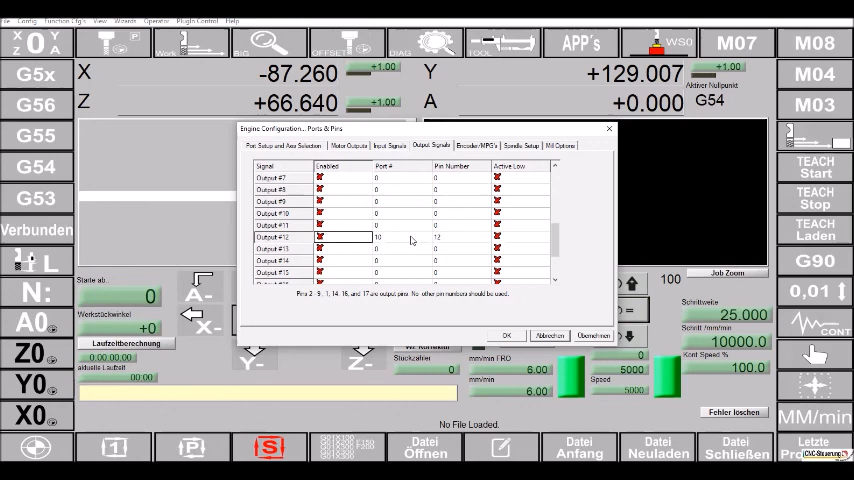 File Config Function Cfg's View Wizards Operator PlugIn Control Help
X 0 Y
Z A
Work
BIG
OFFSET
DIAG
APP's
WS0
M07
M08
G5x
X -87.260 +1.00 Y +129.007 +1.00
M04
G56
Z +66.640 +1.00 A +0.000
Aktiver Nullpunkt
G54
M03
G55
Engine Configuration... Ports & Pins
Port Setup and Axis Selection Motor Outputs Input Signals Output Signals Encoder/MPG's Spindle Setup Mill Options
Signal Enabled Port # Pin Number Active Low
Output #7 0 0
Output #8 0 0
Output #9 0 0
Output #10 0 0
Output #11 0 0
Output #12 10 12
Output #13 0 0
Output #14 0 0
Output #15 0 0
Pins 2 - 9 , 1, 14, 16, and 17 are output pins. No other pin numbers should be used.
OK Abbrechen Übernehmen
G54
TEACH
Start
G53
TEACH
Stop
Verbunden
TEACH
Laden
L
G90
100 Job Zoom
N:
Starte ab..
0
A-
0,01
A0
Werkstückwinkel
+0
X-
Schrittweite
25.000
Laufzeitberechnung
Schritt /mm/min
10000.0
CONT
Z0
0:00.00:00
aktuelle Laufzeit
00:00
Y- Z-
Stückzähler
0
mm/min FRO
6.00
mm/min
6.00
0
5000
Speed
5000
Kont Speed %
100.0
Y0
X0
Fehler löschen
MM/min
No File Loaded.
1
P
S
Datei
Öffnen
Datei
Anfang
Datei
Neuladen
Datei
Schließen
Letzte
CNC-Steuerung